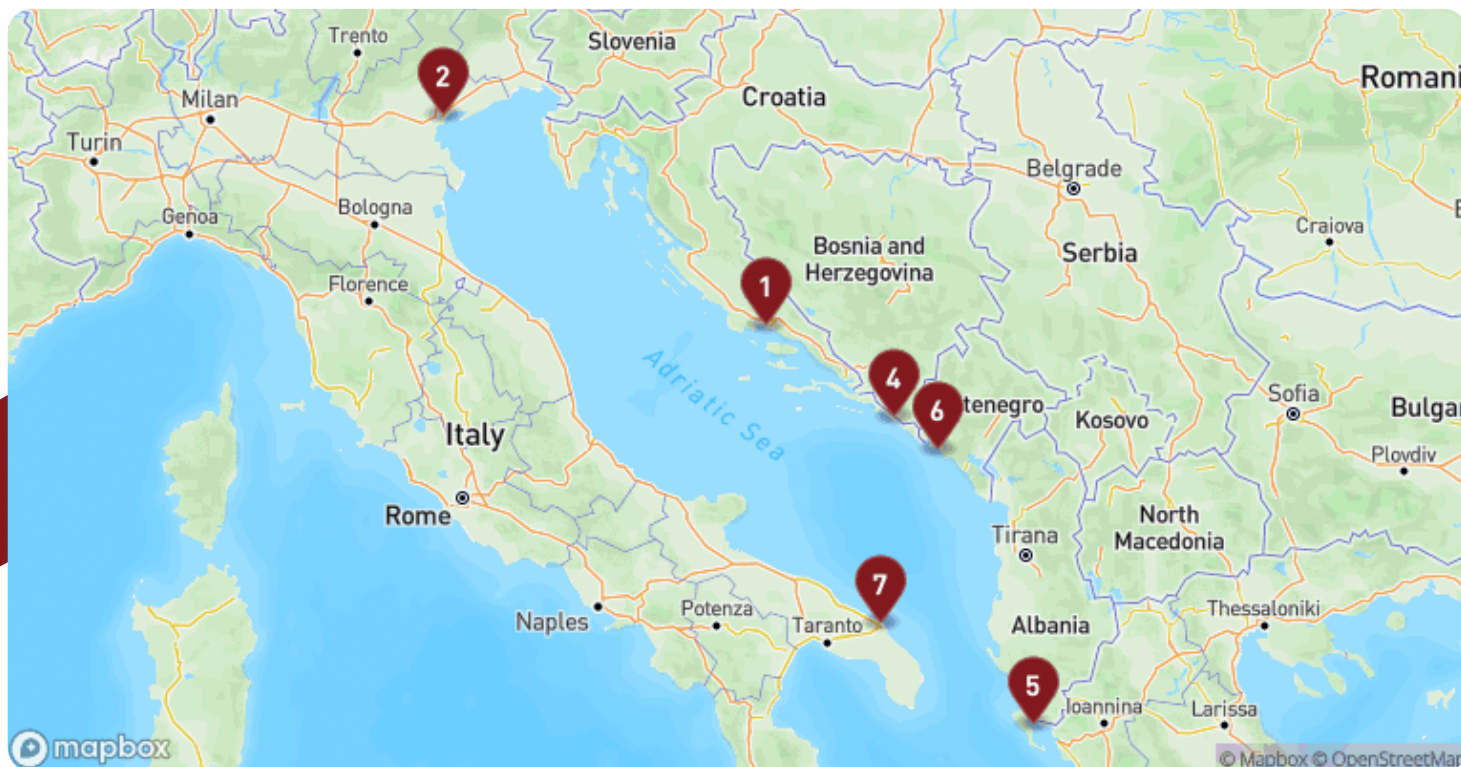 Trento
Slovenia
2
Romani
Milan
Croatia
Turin
Belgrade
Genoa
Bologna
Craiova
Bosnia and
Herzegovina
Serbia
Florence
1
Adriatic Sea
4
6
tenegro
Kosovo
Sofia
Bulgar
Italy
Plovdiv
Rome
North
Macedonia
Tirana
7
Naples
Potenza
Taranto
Albania
Thessaloniki
5
Ioannina
Larissa
mapbox
© Mapbox © OpenStreetMap